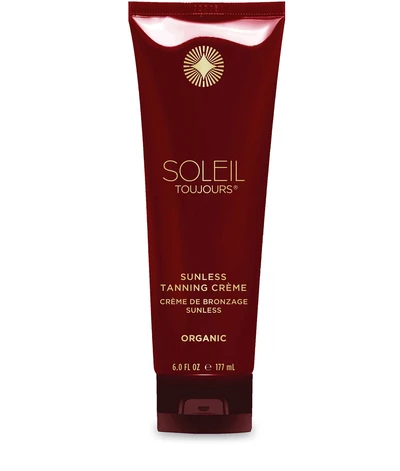 SOLEIL
TOUJOURS®
SUNLESS
TANNING CRÈME
CRÈME DE BRONZAGE
SUNLESS
ORGANIC
6.0 FL OZ ℮ 177 mL